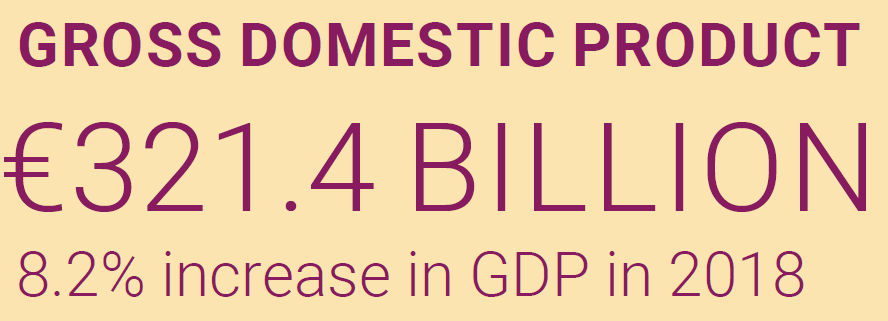 GROSS DOMESTIC PRODUCT
€321.4 BILLION
8.2% increase in GDP in 2018